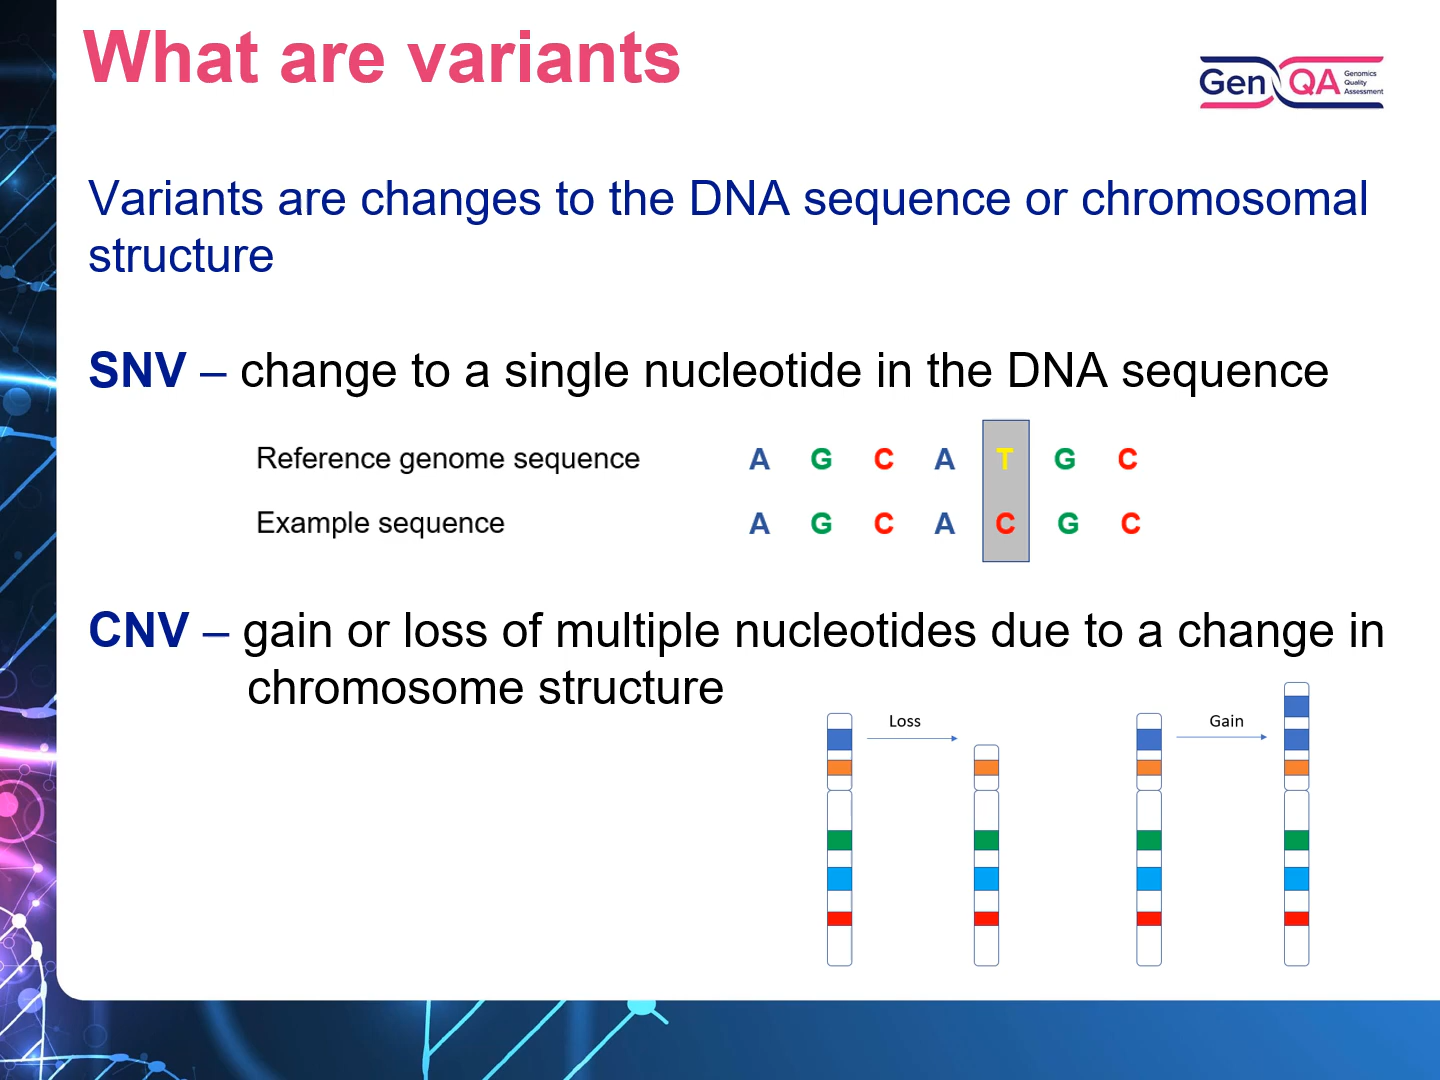 What are variants
Gen QA Genomics
Quality
Assessment
Variants are changes to the DNA sequence or chromosomal
structure
SNV – change to a single nucleotide in the DNA sequence
Reference genome sequence A G C A T G C
Example sequence A G C A C G C
CNV – gain or loss of multiple nucleotides due to a change in
chromosome structure
Loss
Gain